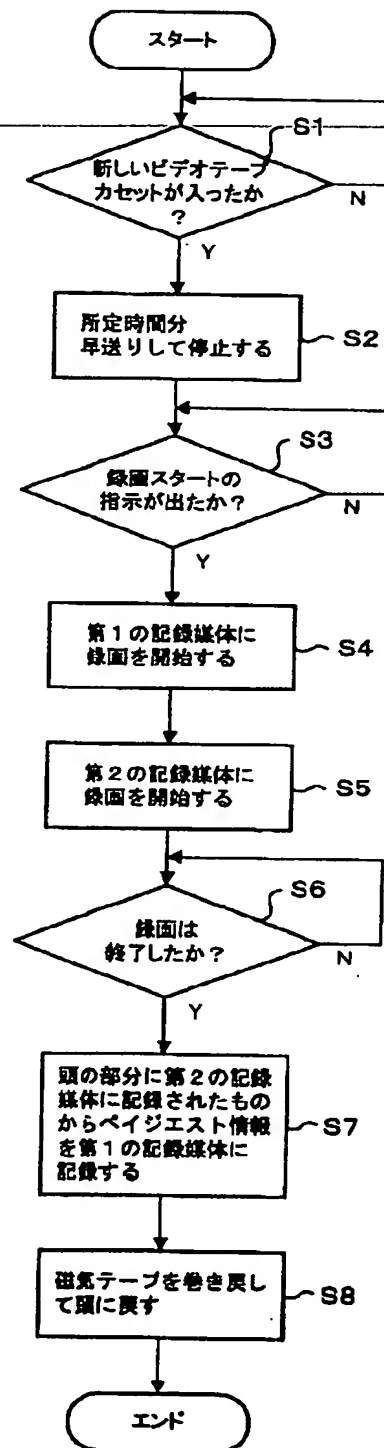 スタート
S1
新しいビデオテープ
カセットが入ったか
?
N
Y
所定時間分
早送りして停止する
S2
S3
録画スタートの
指示が出たか?
N
Y
第1の記録媒体に
録画を開始する
S4
第2の記録媒体に
録画を開始する
S5
S6
録画は
終了したか?
N
Y
頭の部分に第2の記録
媒体に記録されたもの
からペイジエスト情報
を第1の記録媒体に
記録する
S7
磁気テープを巻き戻し
て頭に戻す
S8
エンド